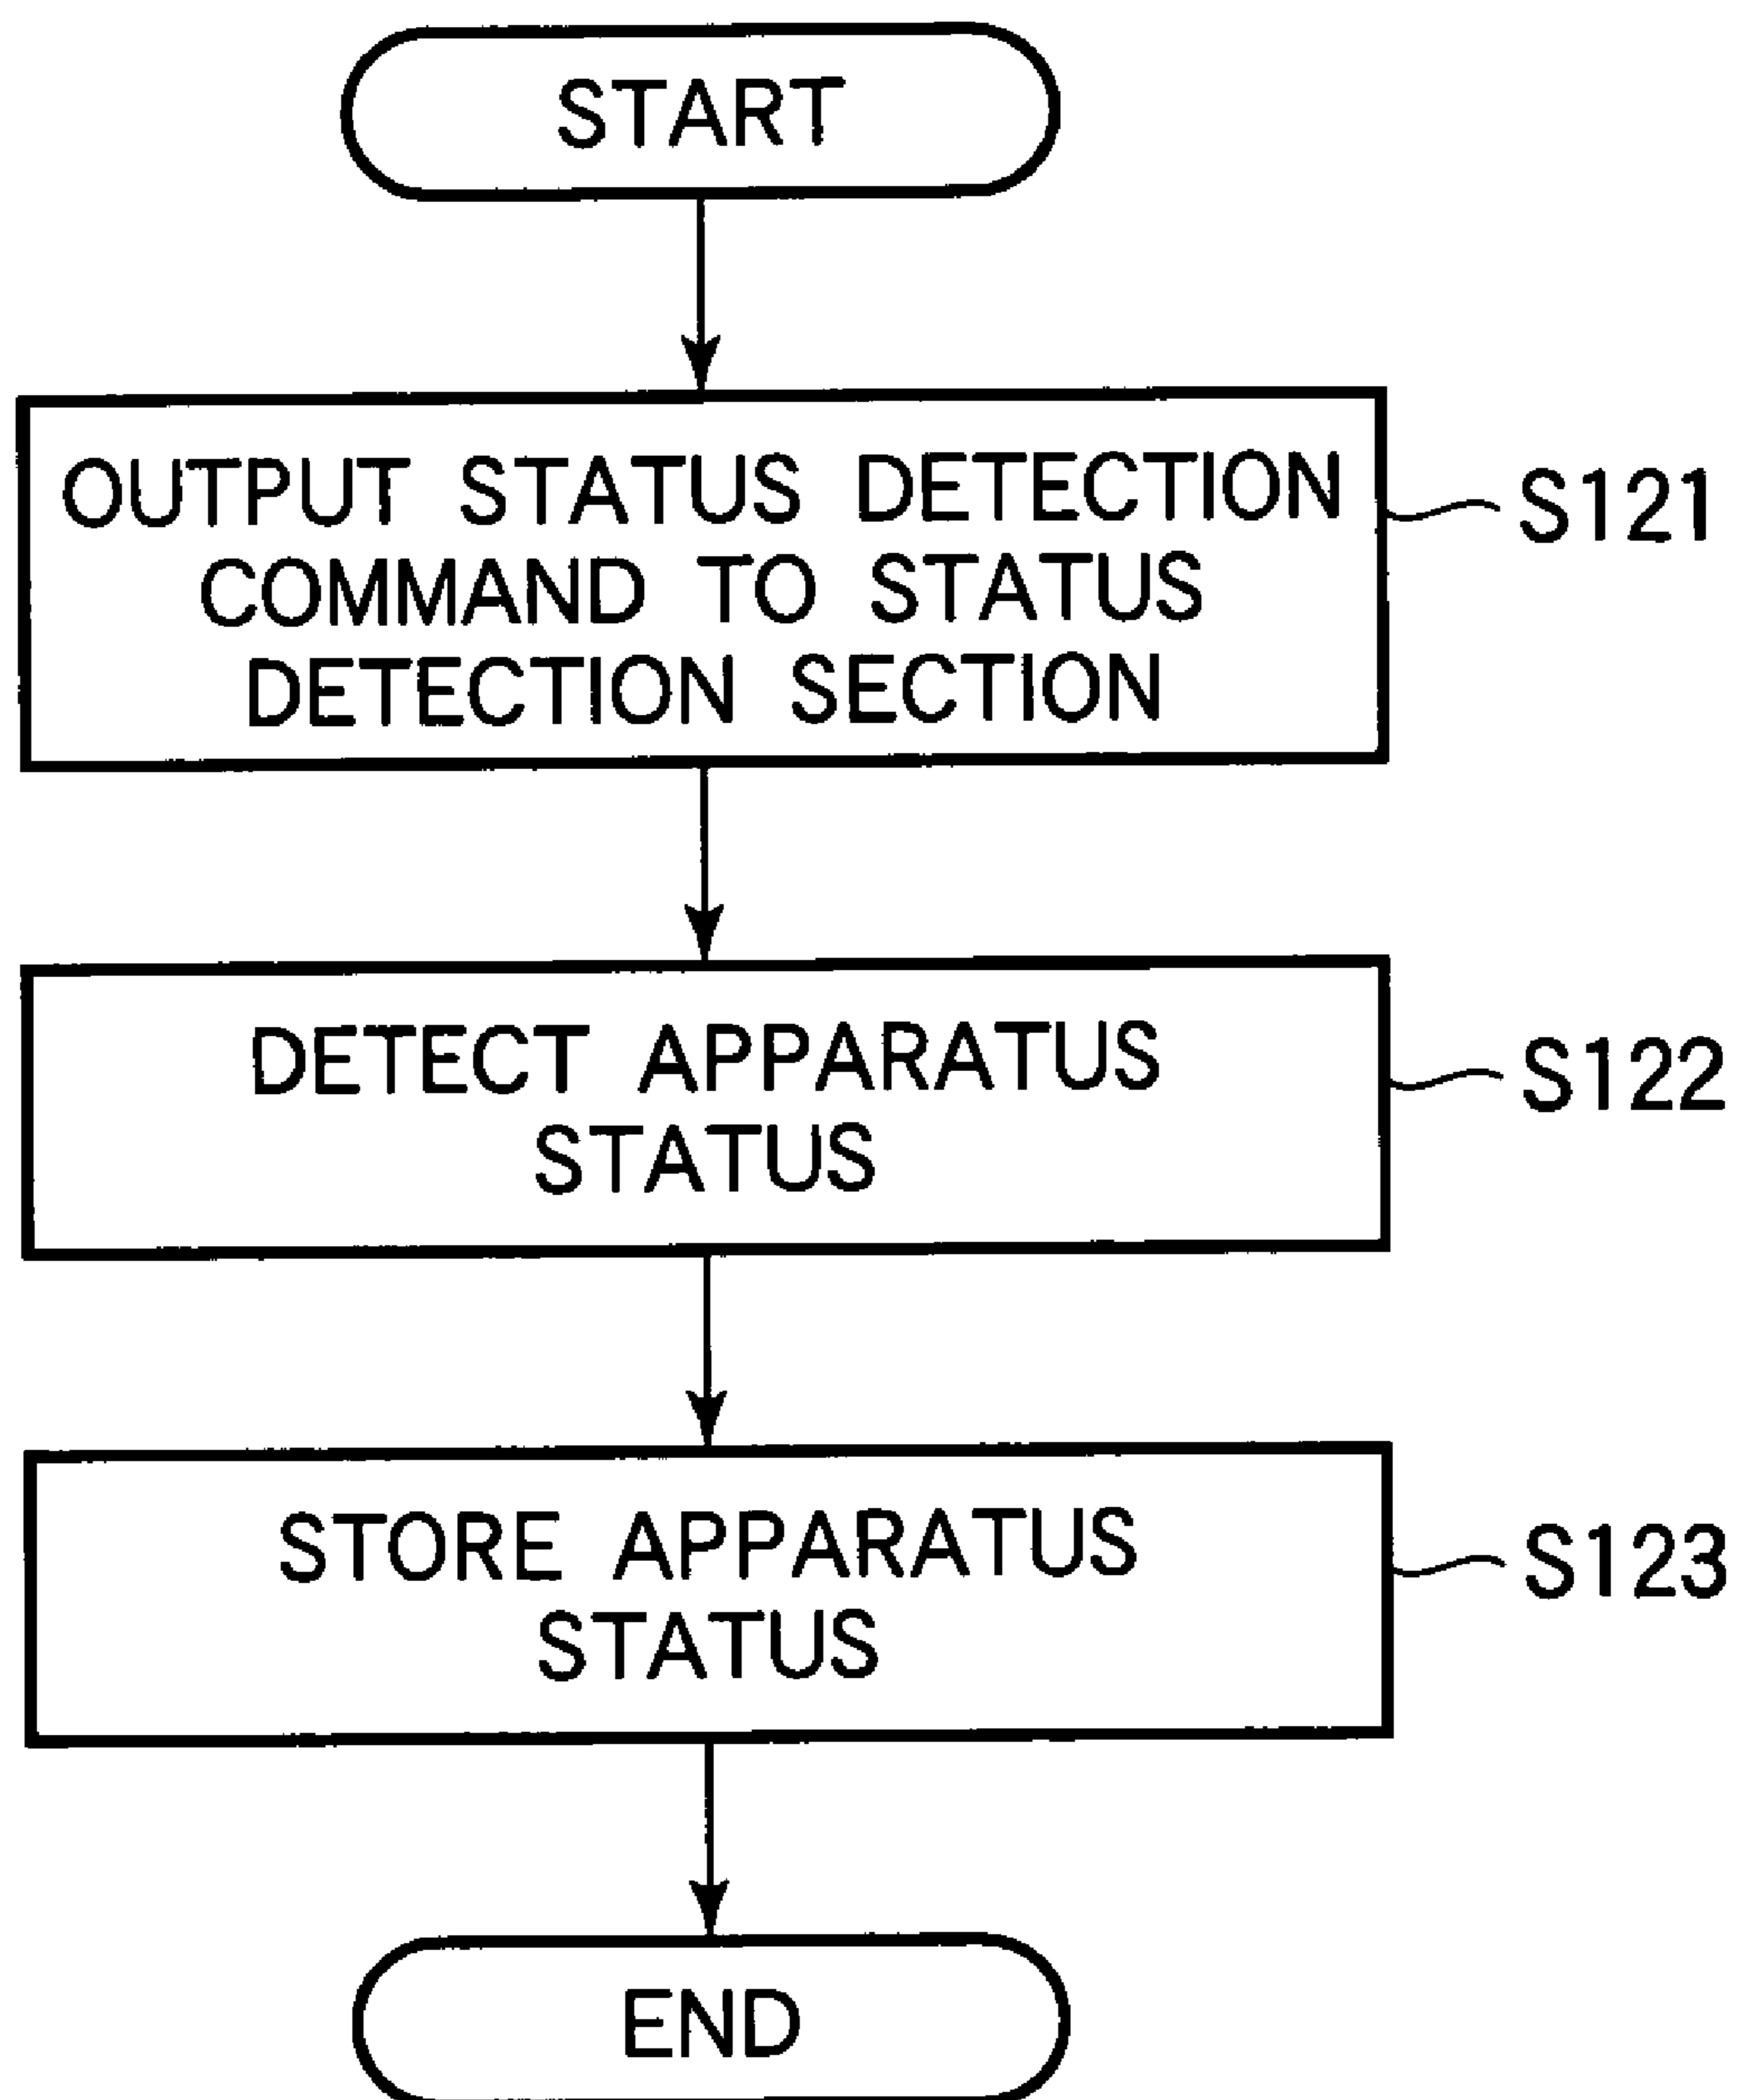 START
OUTPUT STATUS DETECTION
COMMAND TO STATUS
DETECTION SECTION
S121
DETECT APPARATUS
STATUS
S122
STORE APPARATUS
STATUS
S123
END